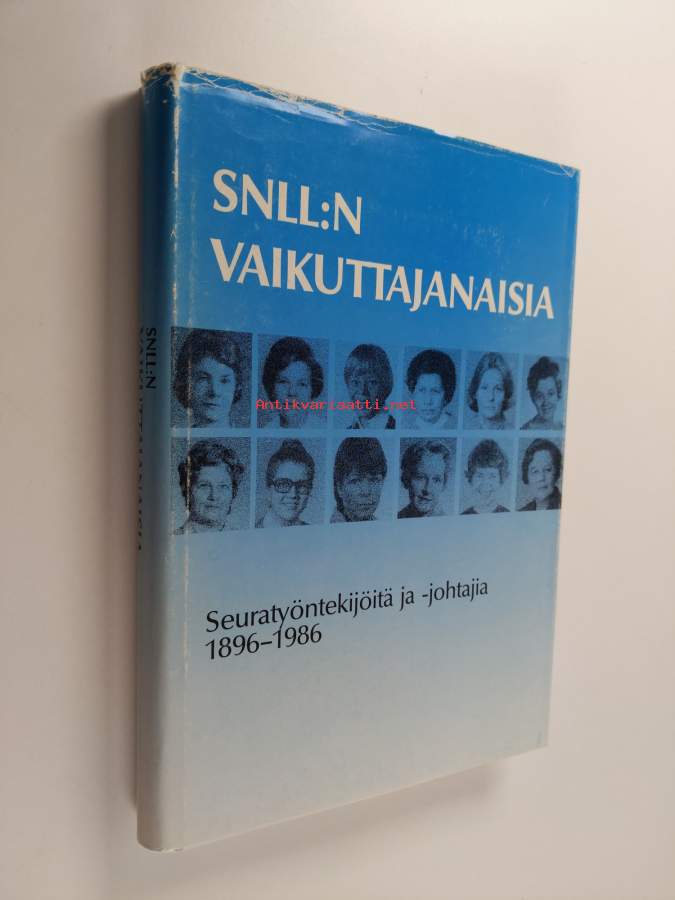 SNLL:N
VAIKUTTAJANAISIA
Antikvariaatti.net
Seuratyöntekijöitä ja -johtajia
1896–1986
SNLL:N
VAIKUTTAJANAISIA